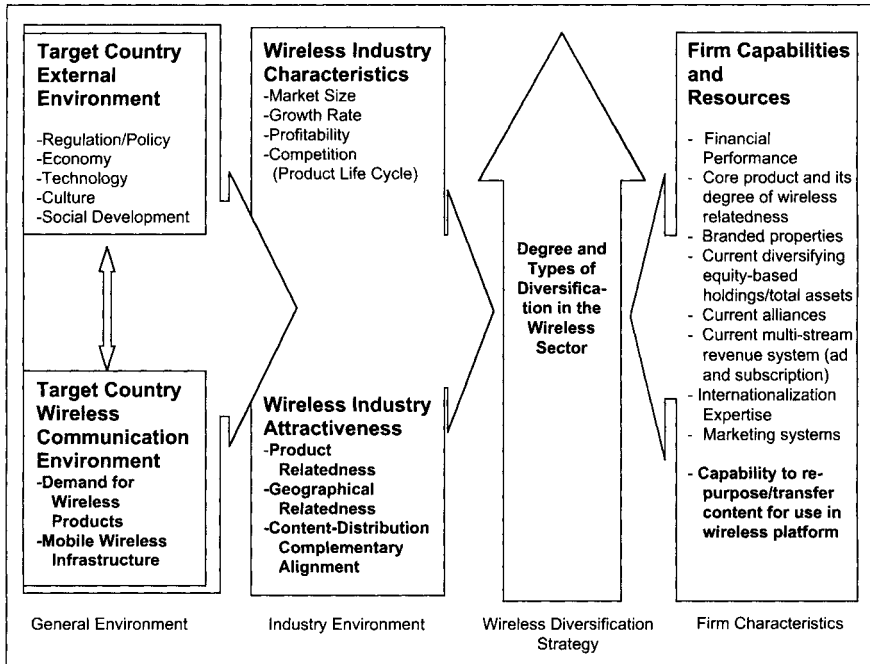 Target Country
External
Environment
-Regulation/Policy
-Economy
-Technology
-Culture
-Social Development
Target Country
Wireless
Communication
Environment
-Demand for
Wireless
Products
-Mobile Wireless
Infrastructure
General Environment
Wireless Industry
Characteristics
-Market Size
-Growth Rate
-Profitability
-Competition
(Product Life Cycle)
Wireless Industry
Attractiveness
-Product
Relatedness
-Geographical
Relatedness
-Content-Distribution
Complementary
Alignment
Industry Environment
Degree and
Types of
Diversifica-
tion in the
Wireless
Sector
Wireless Diversification
Strategy
Firm Capabilities
and
Resources
- Financial
Performance
- Core product and its
degree of wireless
relatedness
- Branded properties
- Current diversifying
equity-based
holdings/total assets
- Current alliances
- Current multi-stream
revenue system (ad
and subscription)
- Internationalization
Expertise
- Marketing systems
- Capability to re-
purpose/transfer
content for use in
wireless platform
Firm Characteristics